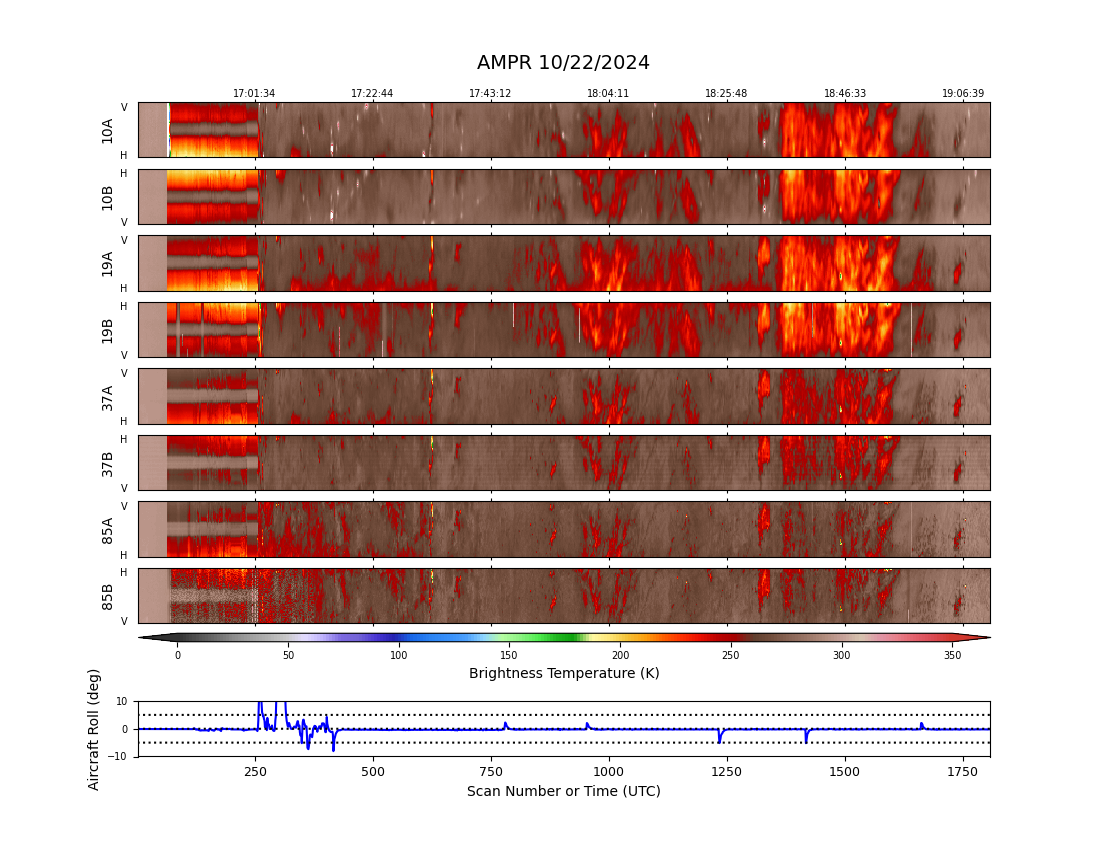 AMPR 10/22/2024
17:01:34 17:22:44 17:43:12 18:04:11 18:25:48 18:46:33 19:06:39
V
10A
H
H
10B
V
V
19A
H
H
19B
V
V
37A
H
H
37B
V
V
85A
H
H
85B
V
0 50 100 150 200 250 300 350
Brightness Temperature (K)
Aircraft Roll (deg)
10
0
−10
250 500 750 1000 1250 1500 1750
Scan Number or Time (UTC)